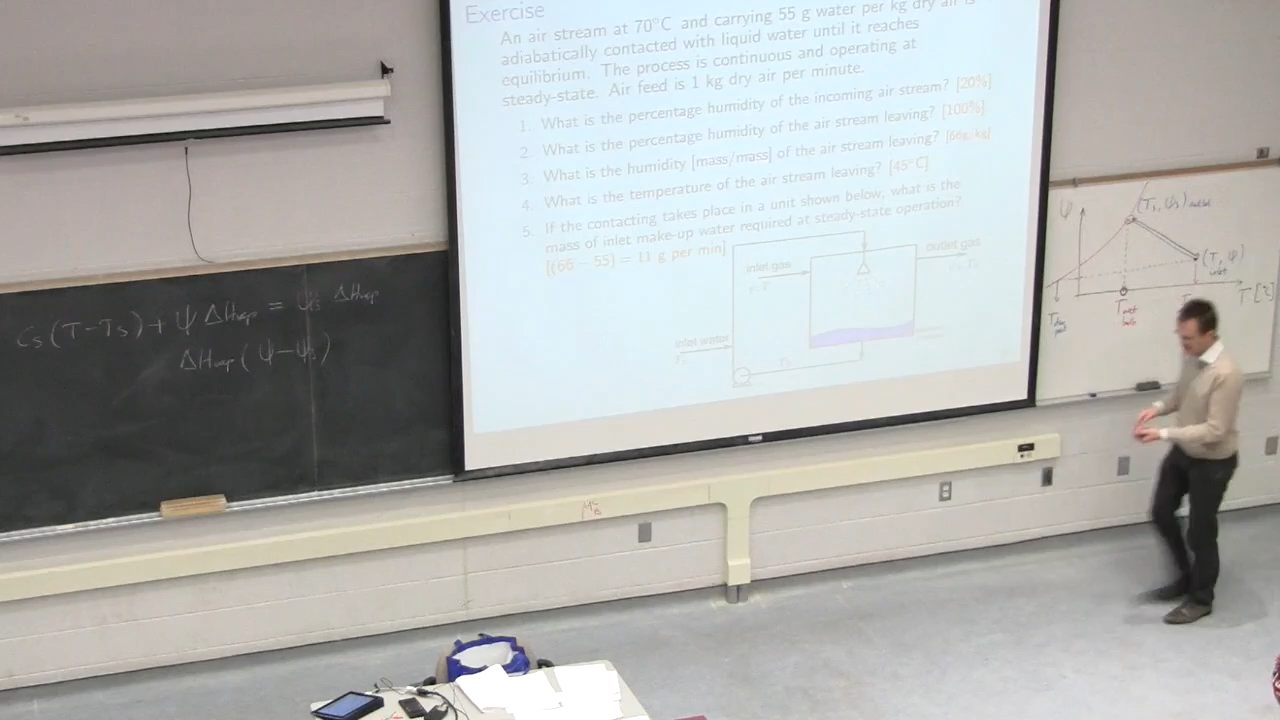 Exercise
An air stream at 70°C and carrying 55 g water per kg dry air is
adiabatically contacted with liquid water until it reaches
equilibrium. The process is continuous and operating at
steady-state. Air feed is 1 kg dry air per minute.
1. What is the percentage humidity of the incoming air stream? [20%]
2. What is the percentage humidity of the air stream leaving? [100%]
3. What is the humidity [mass/mass] of the air stream leaving? [66g/kg]
4. What is the temperature of the air stream leaving? [45°C]
5. If the contacting takes place in a unit shown below, what is the
mass of inlet make-up water required at steady-state operation?
[(66 − 55) = 11 g per min]
inlet gas
outlet gas
inlet water
Cs(T-Ts) + ψ ΔHvap = ψs ΔHvap
ΔHvap (ψ-ψs)
ψ
(Ts, ψs) outlet
(T, ψ)
inlet
T [°C]
T wet
bulb